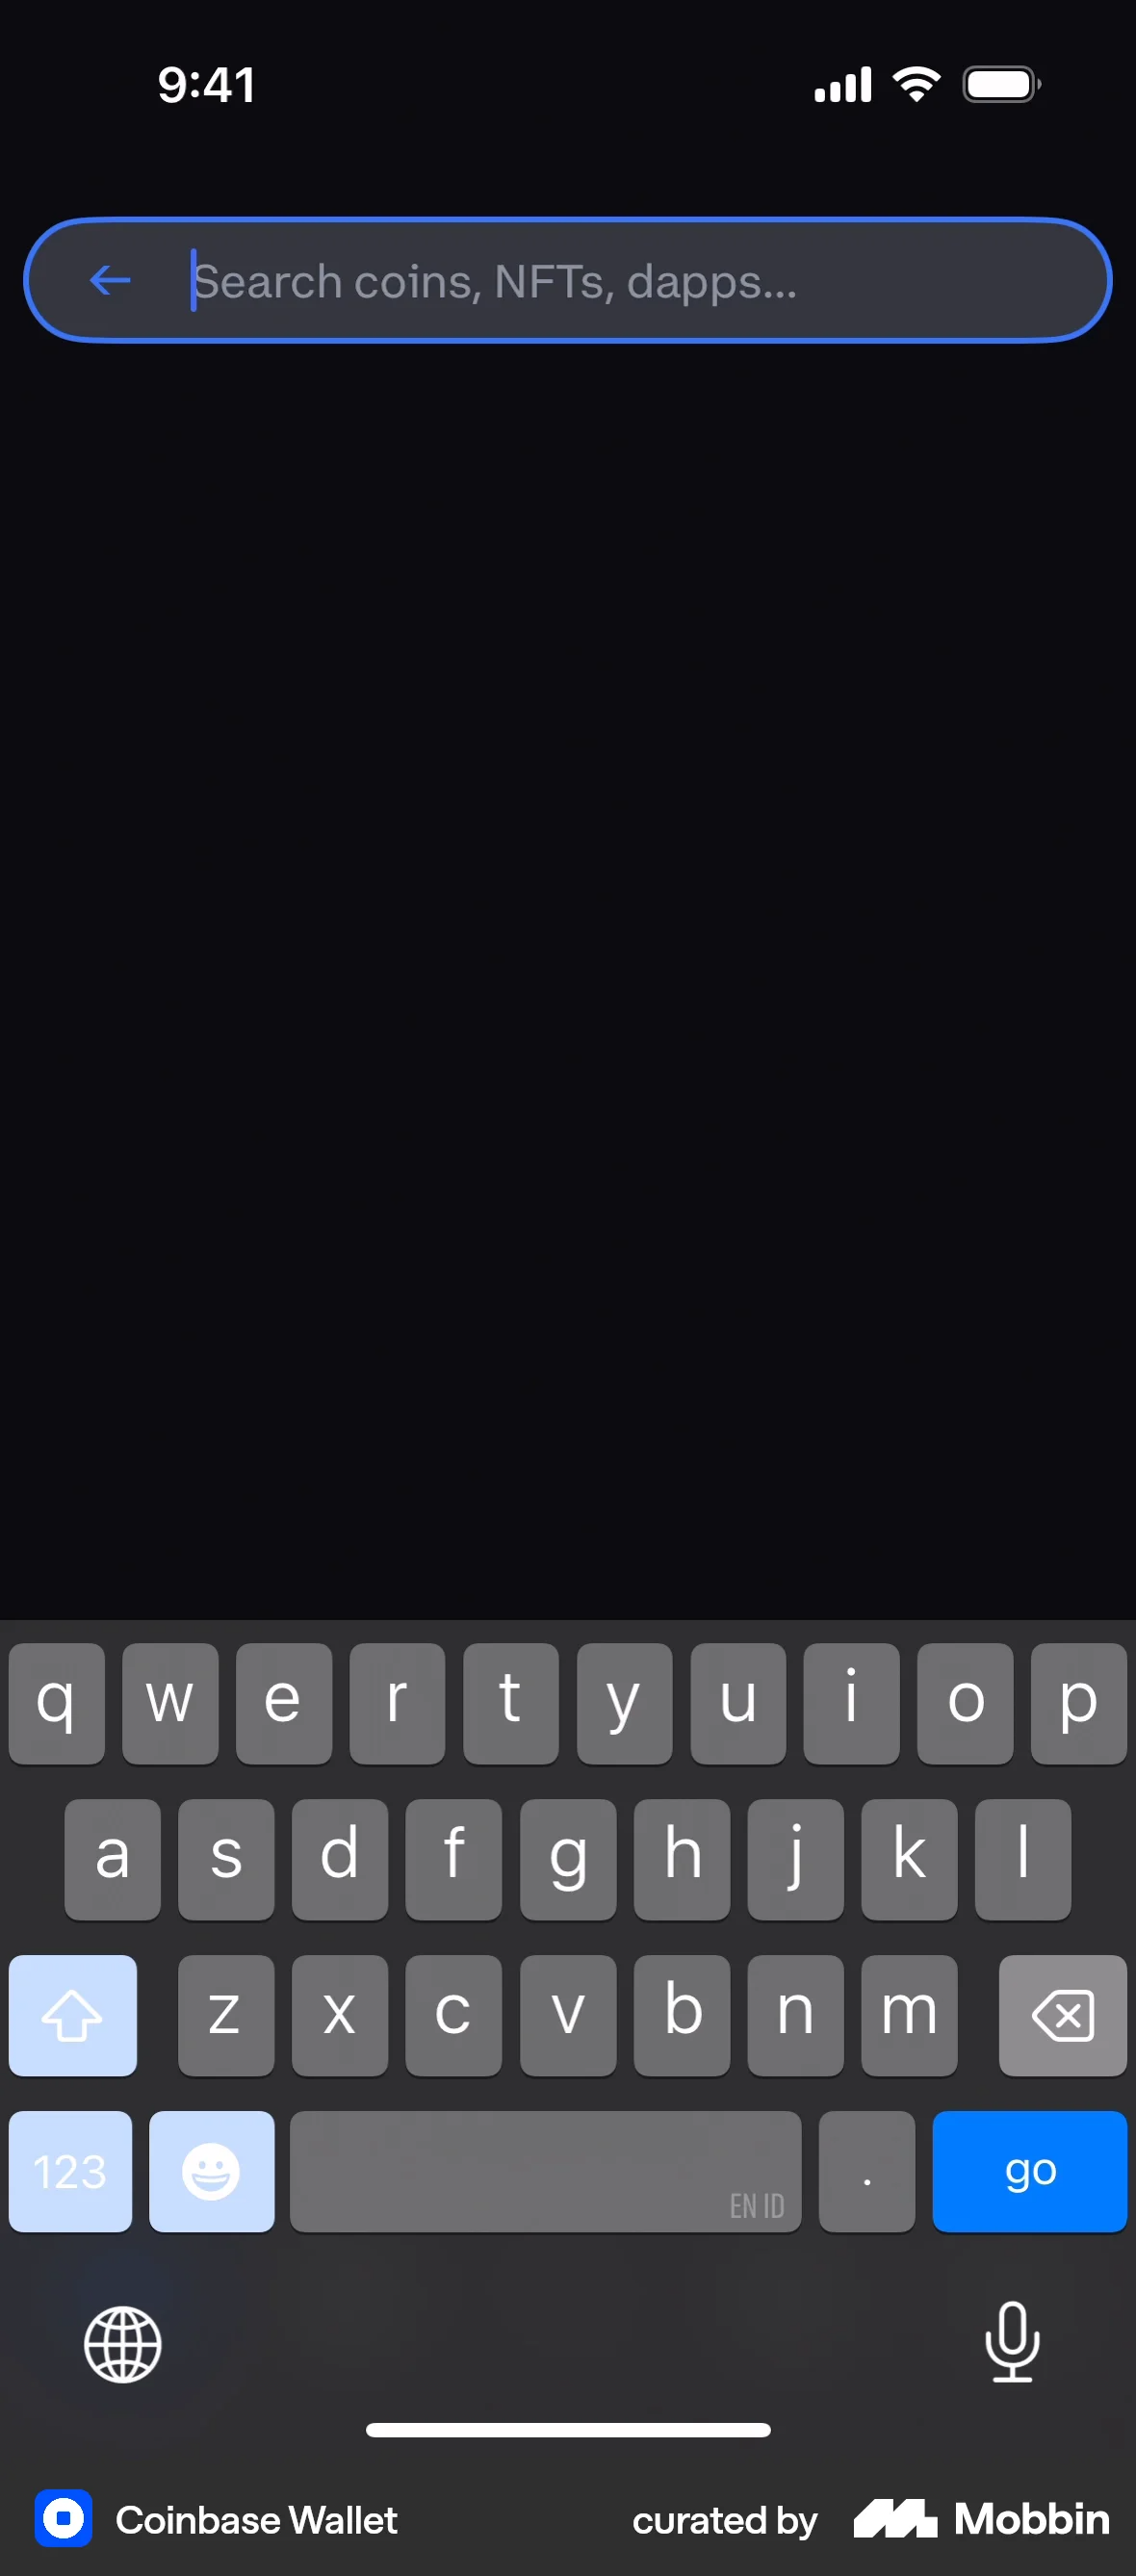 9:41
Search coins, NFTs, dapps...
q w e r t y u i o p
a s d f g h j k l
z x c v b n m
123 . go
EN ID
Coinbase Wallet curated by Mobbin